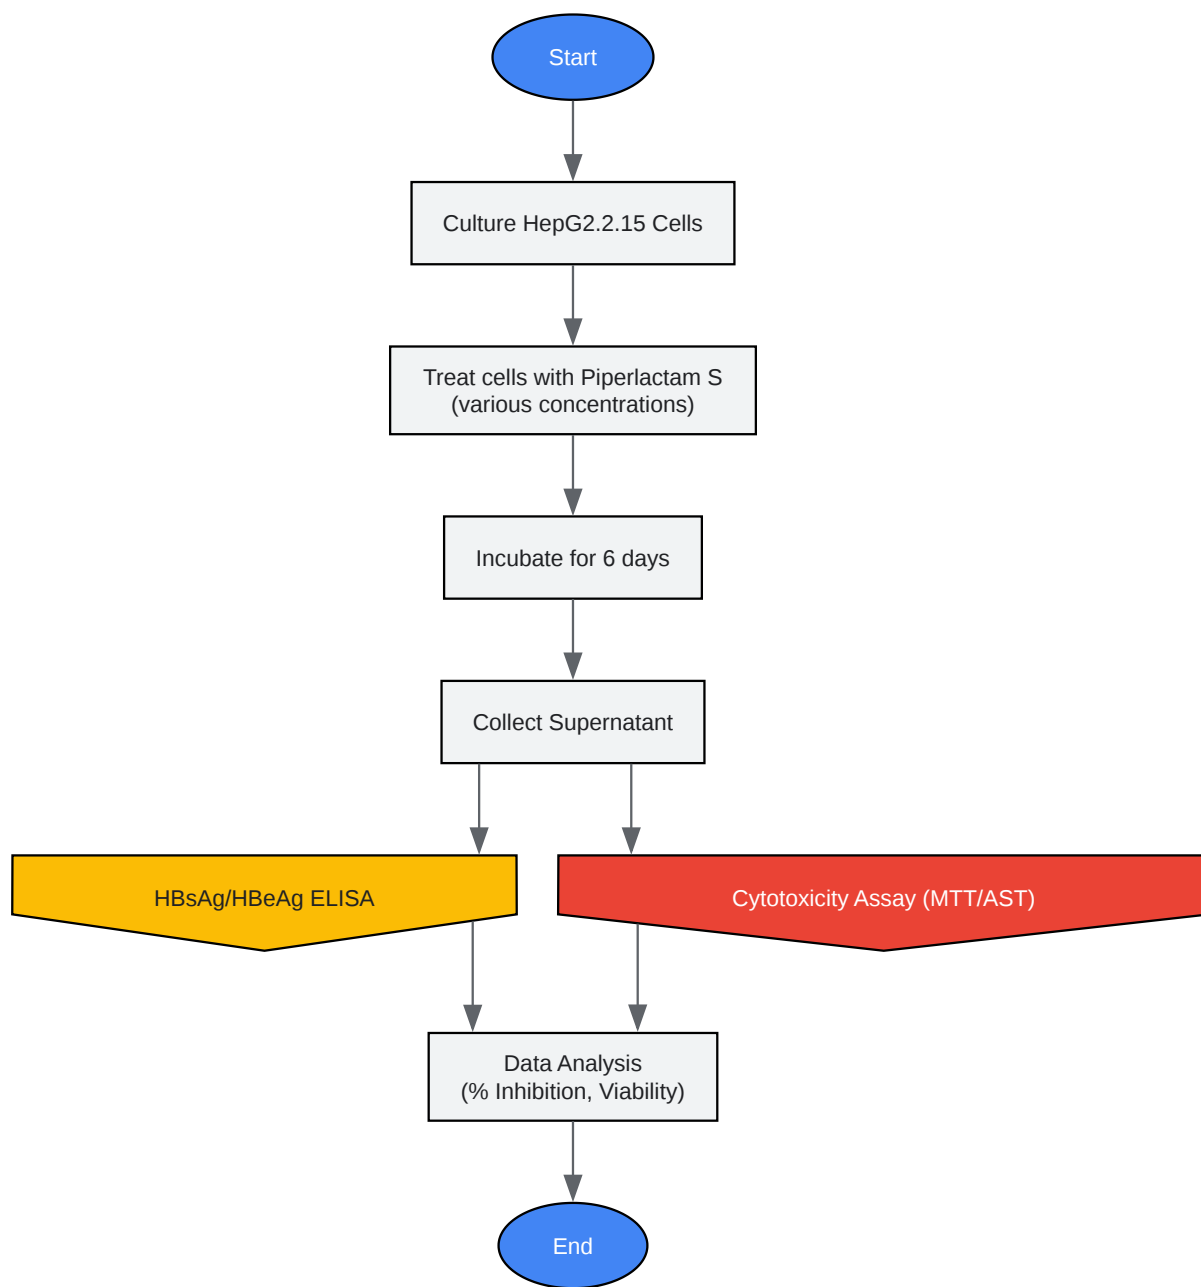 Start
Culture HepG2.2.15 Cells
Treat cells with Piperlactam S
(various concentrations)
Incubate for 6 days
Collect Supernatant
HBsAg/HBeAg ELISA
Cytotoxicity Assay (MTT/AST)
Data Analysis
(% Inhibition, Viability)
End